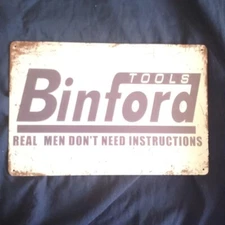 TOOLS
Binford
REAL MEN DON'T NEED INSTRUCTIONS